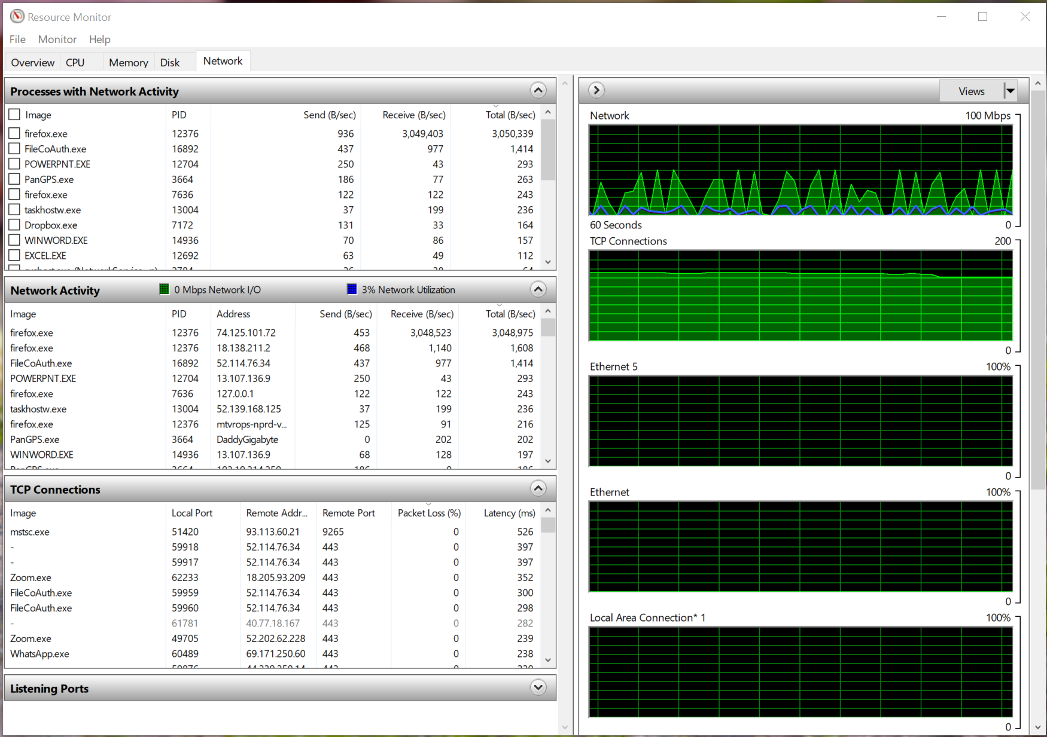 Resource Monitor
File Monitor Help
Overview CPU Memory Disk Network
Processes with Network Activity
Image PID Send (B/sec) Receive (B/sec) Total (B/sec)
firefox.exe 12376 936 3,049,403 3,050,339
FileCoAuth.exe 16892 437 977 1,414
POWERPNT.EXE 12704 250 43 293
PanGPS.exe 3664 186 77 263
firefox.exe 7636 122 122 243
taskhostw.exe 13004 37 199 236
Dropbox.exe 7172 131 33 164
WINWORD.EXE 14936 70 86 157
EXCEL.EXE 12692 63 49 112
Network Activity 0 Mbps Network I/O 3% Network Utilization
Image PID Address Send (B/sec) Receive (B/sec) Total (B/sec)
firefox.exe 12376 74.125.101.72 453 3,048,523 3,048,975
firefox.exe 12376 18.138.211.2 468 1,140 1,608
FileCoAuth.exe 16892 52.114.76.34 437 977 1,414
POWERPNT.EXE 12704 13.107.136.9 250 43 293
firefox.exe 7636 127.0.0.1 122 122 243
taskhostw.exe 13004 52.139.168.125 37 199 236
firefox.exe 12376 mtvrops-nprd-v... 125 91 216
PanGPS.exe 3664 DaddyGigabyte 0 202 202
WINWORD.EXE 14936 13.107.136.9 68 128 197
TCP Connections
Image Local Port Remote Addr... Remote Port Packet Loss (%) Latency (ms)
mstsc.exe 51420 93.113.60.21 9265 0 526
- 59918 52.114.76.34 443 0 397
- 59917 52.114.76.34 443 0 397
Zoom.exe 62233 18.205.93.209 443 0 352
FileCoAuth.exe 59959 52.114.76.34 443 0 300
FileCoAuth.exe 59960 52.114.76.34 443 0 298
- 61781 40.77.18.167 443 0 282
Zoom.exe 49705 52.202.62.228 443 0 239
WhatsApp.exe 60489 69.171.250.60 443 0 238
Listening Ports
Views
Network 100 Mbps
60 Seconds 0
TCP Connections 200
0
Ethernet 5 100%
0
Ethernet 100%
0
Local Area Connection* 1 100%
0